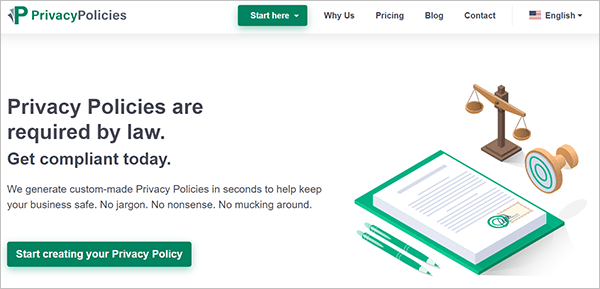 PrivacyPolicies
Start here
Why Us
Pricing
Blog
Contact
English
Privacy Policies are
required by law.
Get compliant today.
We generate custom-made Privacy Policies in seconds to help keep
your business safe. No jargon. No nonsense. No mucking around.
Start creating your Privacy Policy